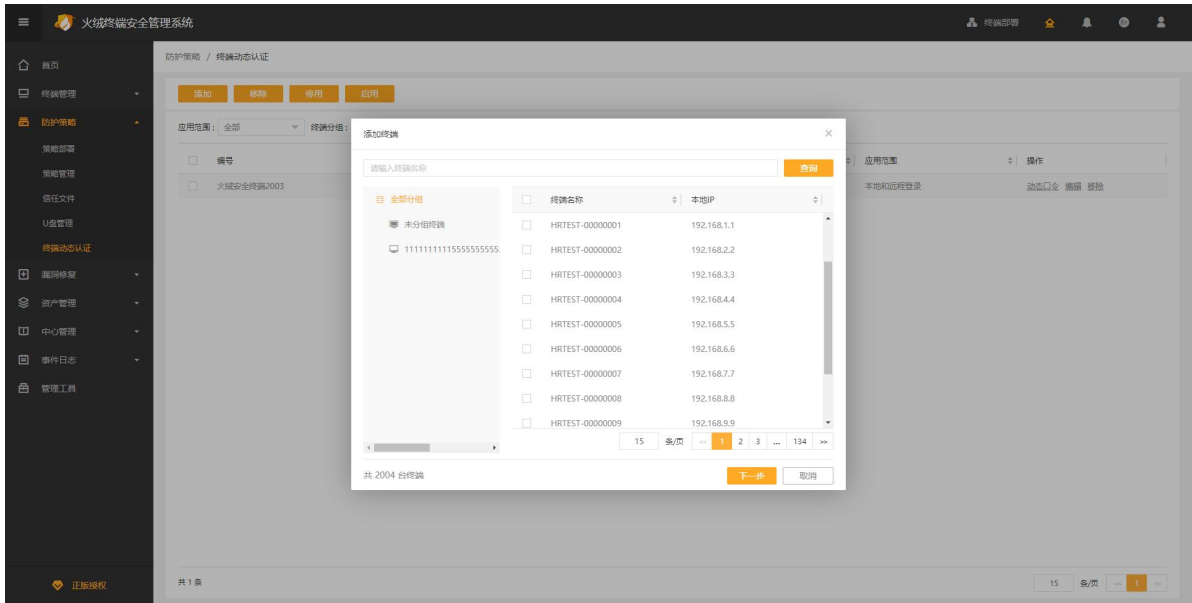 火绒终端安全管理系统
终端部署
首页
终端管理
防护策略
策略部署
策略管理
信任文件
U盘管理
终端动态认证
漏洞修复
资产管理
中心管理
事件日志
管理工具
正版授权
防护策略 / 终端动态认证
添加 移除 停用 启用
应用范围: 全部 终端分组:
编号 应用范围 操作
火绒安全终端2003 本地和远程登录 动态口令 编辑 移除
添加终端
请输入终端名称 查询
全部分组
未分组终端
11111111115555555555.
终端名称 本地IP
HRTEST-00000001 192.168.1.1
HRTEST-00000002 192.168.2.2
HRTEST-00000003 192.168.3.3
HRTEST-00000004 192.168.4.4
HRTEST-00000005 192.168.5.5
HRTEST-00000006 192.168.6.6
HRTEST-00000007 192.168.7.7
HRTEST-00000008 192.168.8.8
HRTEST-00000009 192.168.9.9
15 条/页 << 1 2 3 ... 134 >>
共 2004 台终端
下一步 取消
共 1 条
15 条/页 << 1 >>